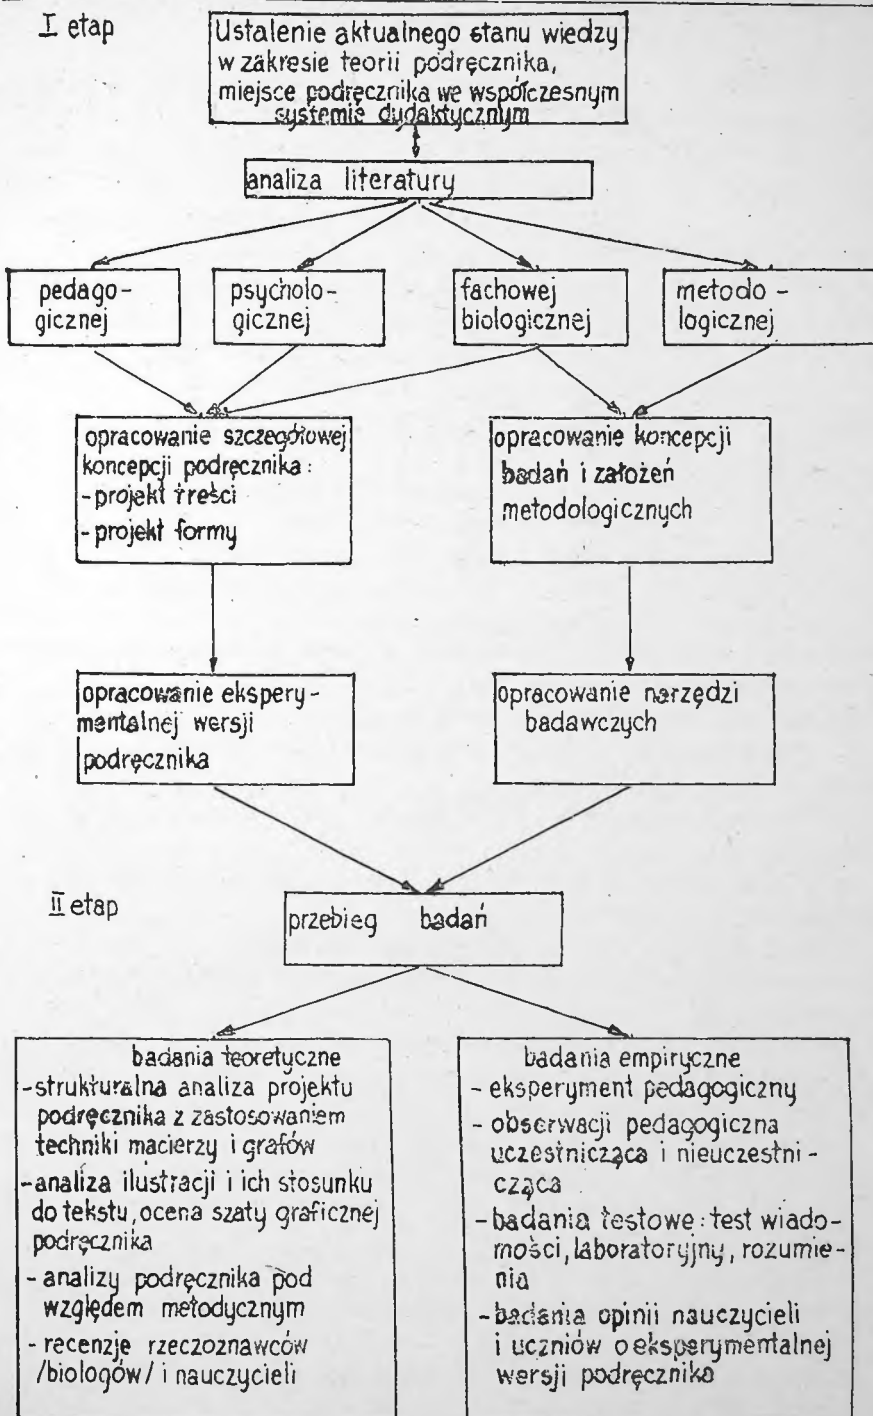 I etap
Ustalenie aktualnego stanu wiedzy
w zakresie teorii podręcznika,
miejsce podręcznika we współczesnym
systemie dydaktycznym
analiza literatury
pedago-
gicznej
psycholo-
gicznej
fachowej
biologicznej
metodo-
logicznej
opracowanie szczegółowej
koncepcji podręcznika:
- projekt treści
- projekt formy
opracowanie koncepcji
badań i założeń
metodologicznych
opracowanie ekspery-
mentalnej wersji
podręcznika
opracowanie narzędzi
badawczych
II etap
przebieg badań
badania teoretyczne
- strukturalna analiza projektu
podręcznika z zastosowaniem
techniki macierzy i grafów
- analiza ilustracji i ich stosunku
do tekstu, ocena szaty graficznej
podręcznika
- analizy podręcznika pod
względem metodycznym
- recenzje rzeczoznawców
/biologów/ i nauczycieli
badania empiryczne
- eksperyment pedagogiczny
- obserwacji pedagogiczna
uczestnicząca i nieuczestni-
cząca
- badania testowe: test wiado-
mości, laboratoryjny, rozumie-
nia
- badania opinii nauczycieli
i uczniów o eksperymentalnej
wersji podręcznika